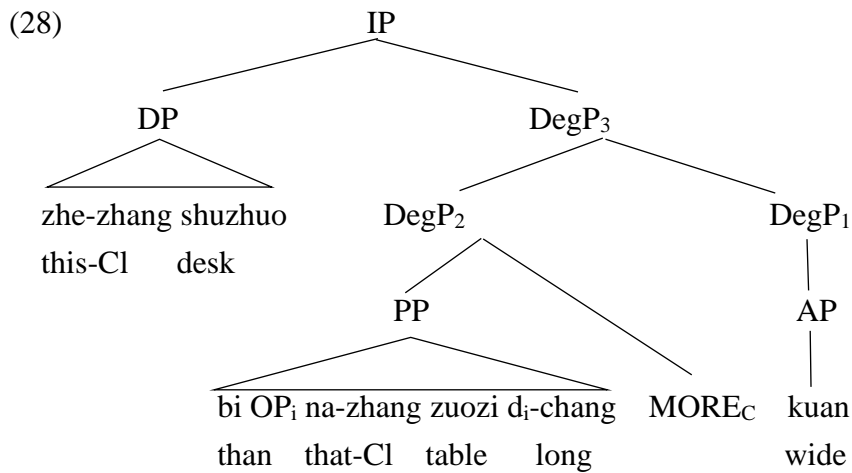 (28) IP
DP DegP₃
zhe-zhang shuzhuo DegP₂ DegP₁
this-Cl desk
PP AP
bi OPᵢ na-zhang zuozi dᵢ-chang MORE_C kuan
than that-Cl table long wide